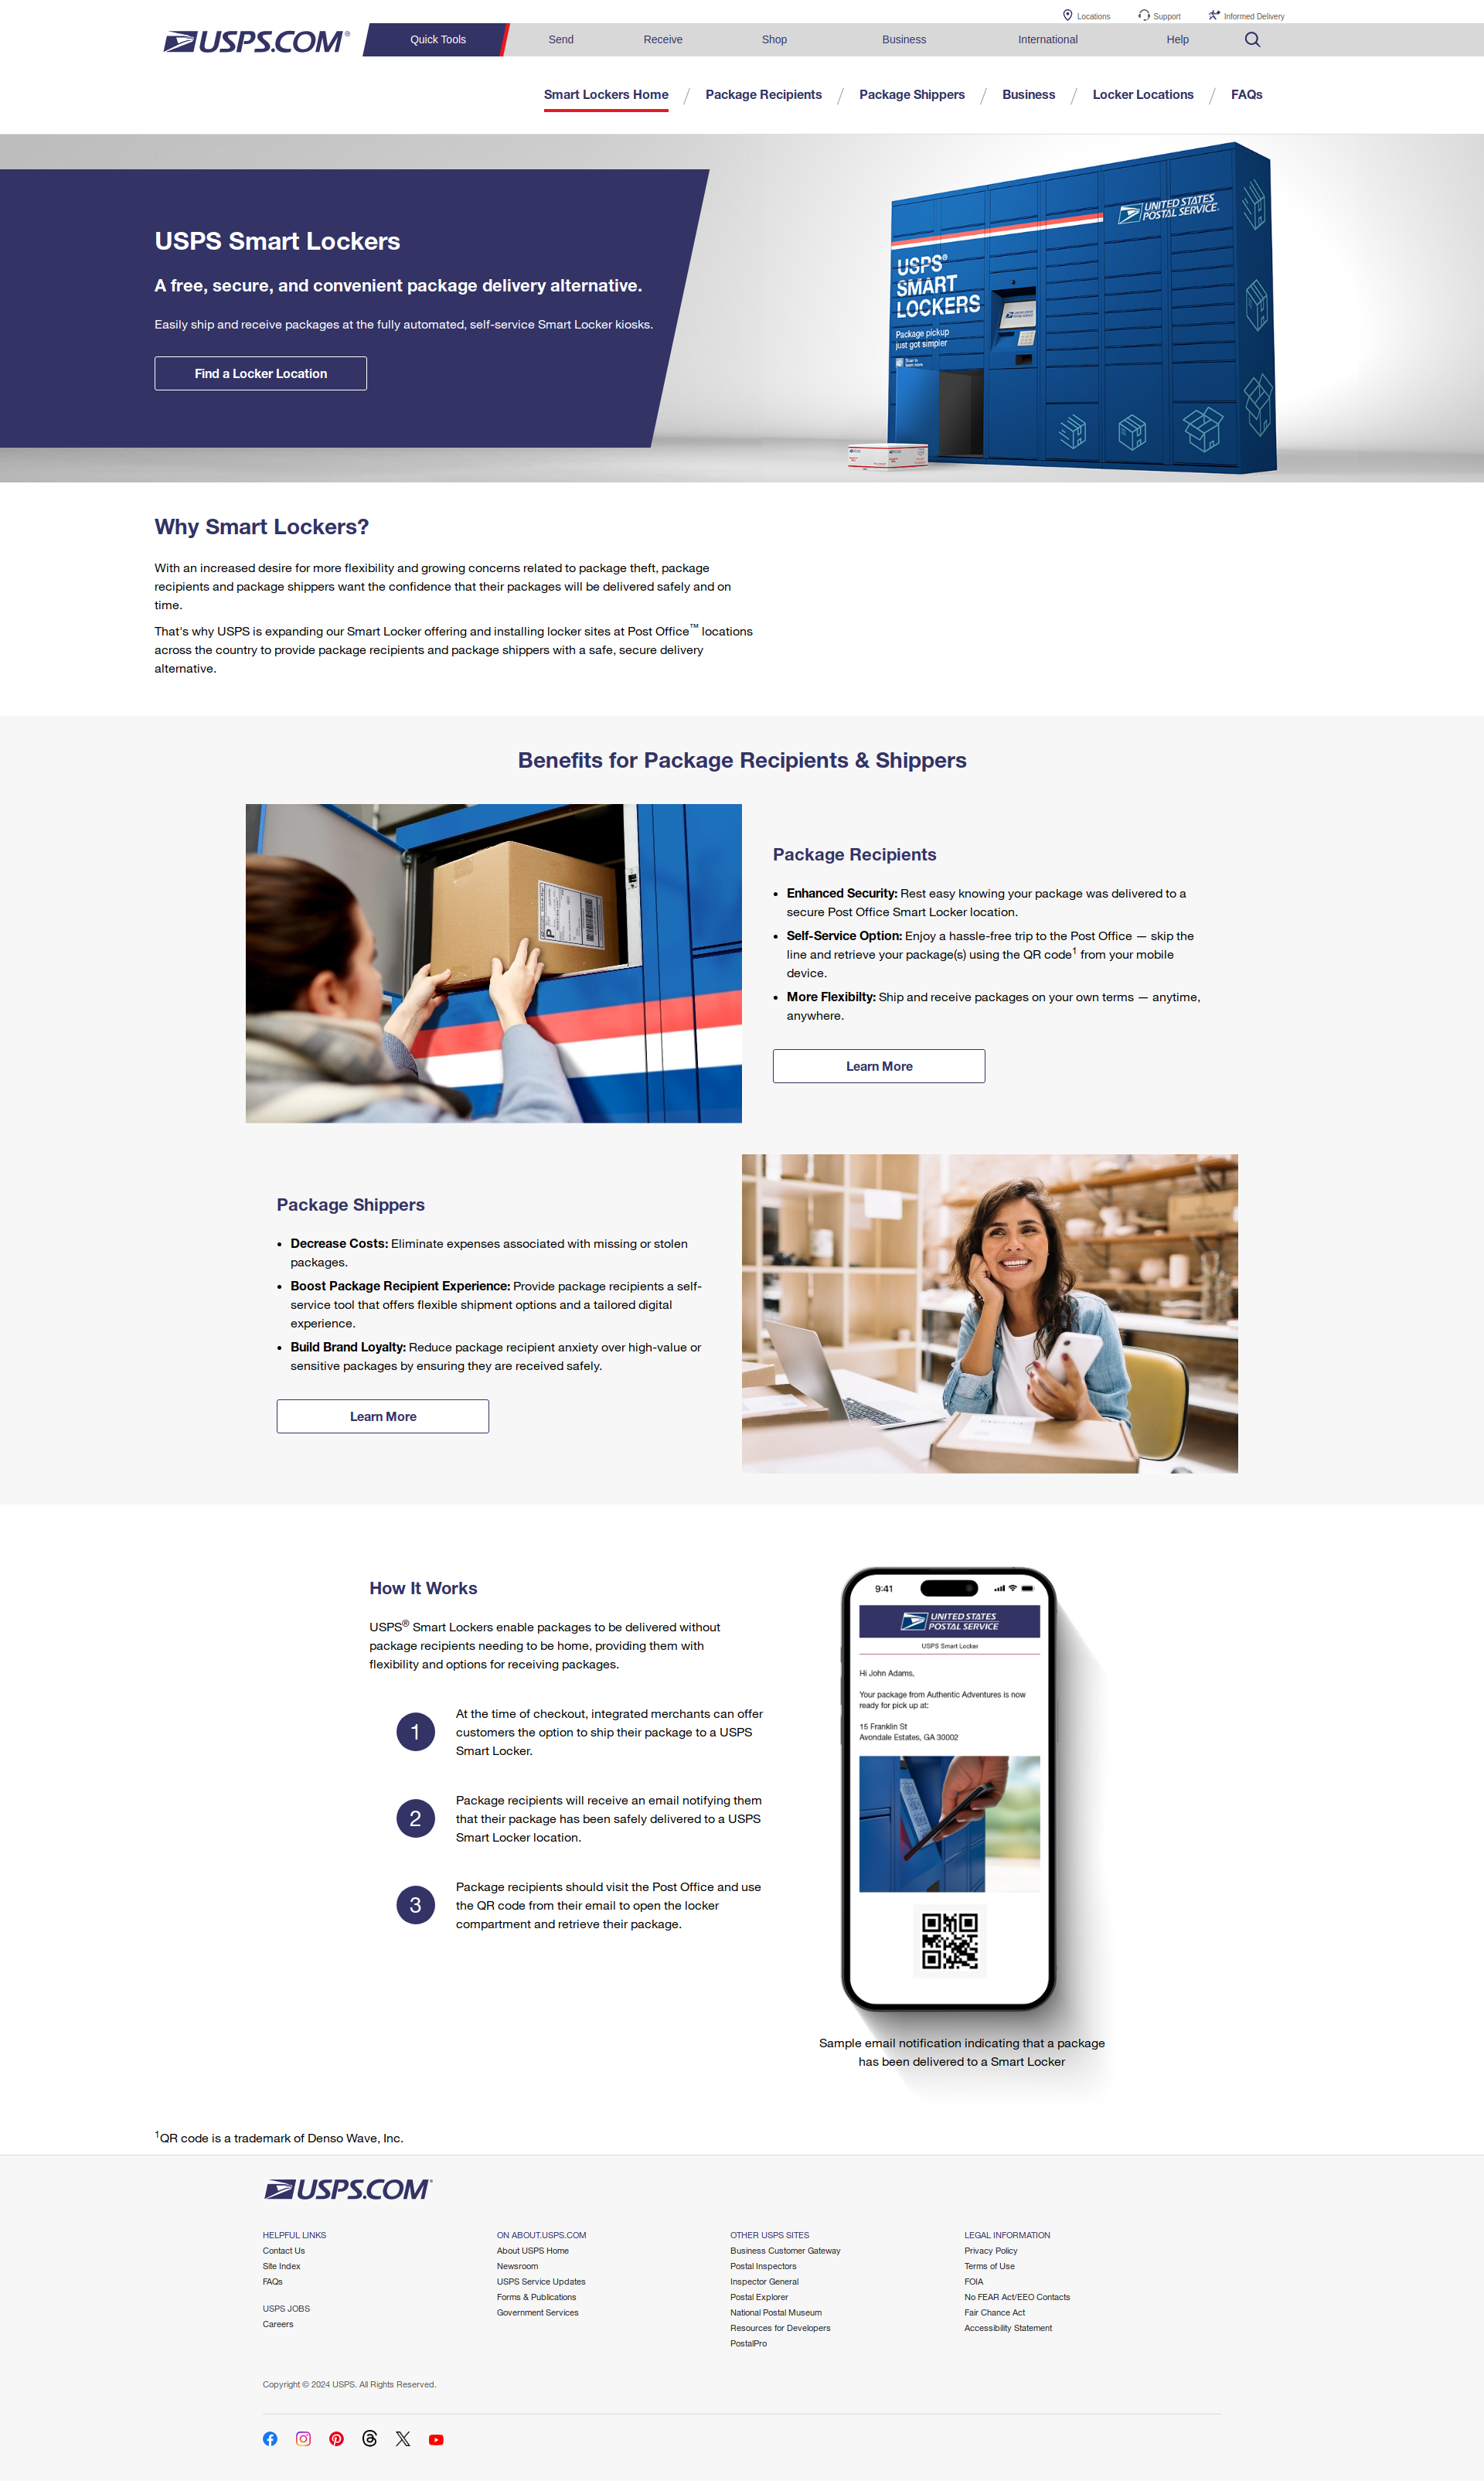 Locations Support Informed Delivery
USPS.COM®
Quick Tools Send Receive Shop Business International Help
Smart Lockers Home / Package Recipients / Package Shippers / Business / Locker Locations / FAQs
USPS Smart Lockers
A free, secure, and convenient package delivery alternative.
Easily ship and receive packages at the fully automated, self-service Smart Locker kiosks.
Find a Locker Location
UNITED STATES
POSTAL SERVICE
USPS®
SMART
LOCKERS
Package pickup
just got simpler
Why Smart Lockers?
With an increased desire for more flexibility and growing concerns related to package theft, package
recipients and package shippers want the confidence that their packages will be delivered safely and on
time.
That's why USPS is expanding our Smart Locker offering and installing locker sites at Post Office™ locations
across the country to provide package recipients and package shippers with a safe, secure delivery
alternative.
Benefits for Package Recipients & Shippers
P
Package Recipients
• Enhanced Security: Rest easy knowing your package was delivered to a
secure Post Office Smart Locker location.
• Self-Service Option: Enjoy a hassle-free trip to the Post Office — skip the
line and retrieve your package(s) using the QR code1 from your mobile
device.
• More Flexibilty: Ship and receive packages on your own terms — anytime,
anywhere.
Learn More
Package Shippers
• Decrease Costs: Eliminate expenses associated with missing or stolen
packages.
• Boost Package Recipient Experience: Provide package recipients a self-
service tool that offers flexible shipment options and a tailored digital
experience.
• Build Brand Loyalty: Reduce package recipient anxiety over high-value or
sensitive packages by ensuring they are received safely.
Learn More
How It Works
USPS® Smart Lockers enable packages to be delivered without
package recipients needing to be home, providing them with
flexibility and options for receiving packages.
1
At the time of checkout, integrated merchants can offer
customers the option to ship their package to a USPS
Smart Locker.
2
Package recipients will receive an email notifying them
that their package has been safely delivered to a USPS
Smart Locker location.
3
Package recipients should visit the Post Office and use
the QR code from their email to open the locker
compartment and retrieve their package.
9:41
UNITED STATES
POSTAL SERVICE
USPS Smart Locker
Hi John Adams,
Your package from Authentic Adventures is now
ready for pick up at:
15 Franklin St
Avondale Estates, GA 30002
Sample email notification indicating that a package
has been delivered to a Smart Locker
1QR code is a trademark of Denso Wave, Inc.
USPS.COM®
HELPFUL LINKS
Contact Us
Site Index
FAQs
USPS JOBS
Careers
ON ABOUT.USPS.COM
About USPS Home
Newsroom
USPS Service Updates
Forms & Publications
Government Services
OTHER USPS SITES
Business Customer Gateway
Postal Inspectors
Inspector General
Postal Explorer
National Postal Museum
Resources for Developers
PostalPro
LEGAL INFORMATION
Privacy Policy
Terms of Use
FOIA
No FEAR Act/EEO Contacts
Fair Chance Act
Accessibility Statement
Copyright © 2024 USPS. All Rights Reserved.